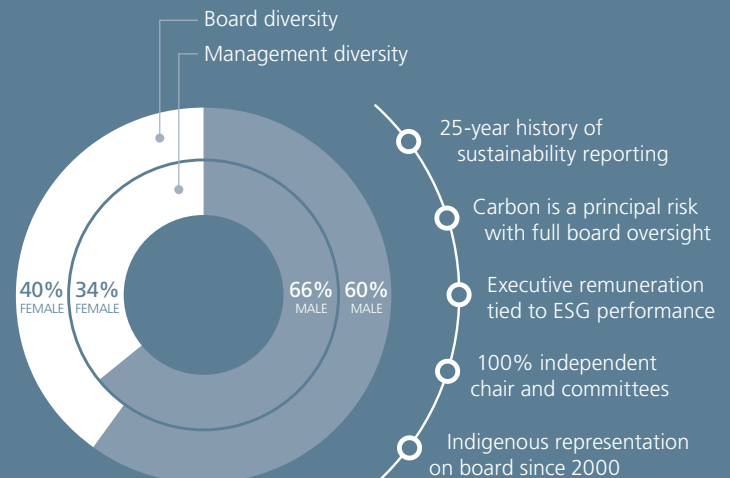 Board diversity
Management diversity
40%
FEMALE
34%
FEMALE
66%
MALE
60%
MALE
25-year history of
sustainability reporting
Carbon is a principal risk
with full board oversight
Executive remuneration
tied to ESG performance
100% independent
chair and committees
Indigenous representation
on board since 2000